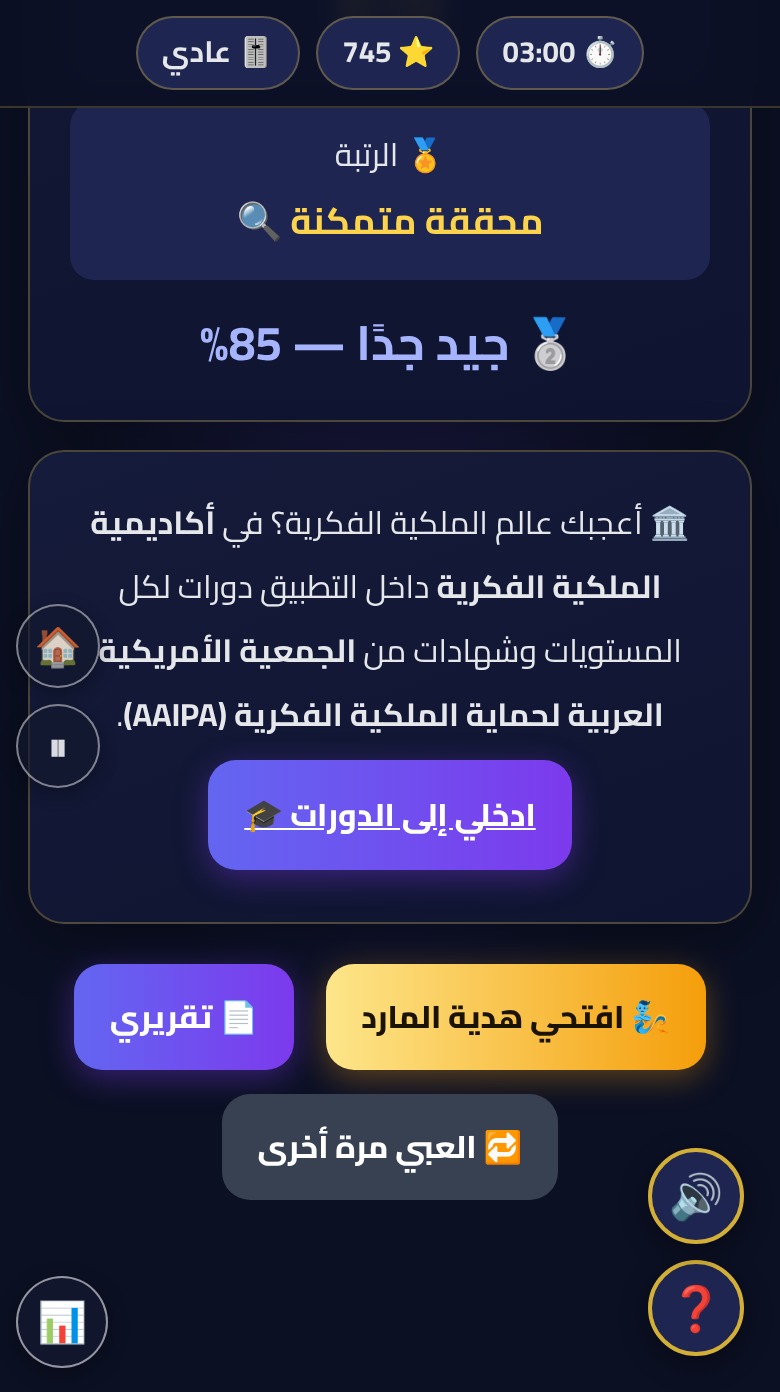 03:00
745
عادي
الرتبة
محققة متمكنة
جيد جدًا — 85%
أعجبك عالم الملكية الفكرية؟ في أكاديمية
الملكية الفكرية داخل التطبيق دورات لكل
المستويات وشهادات من الجمعية الأمريكية
العربية لحماية الملكية الفكرية (AAIPA).
ادخلي إلى الدورات
افتحي هدية المارد
تقريري
العبي مرة أخرى